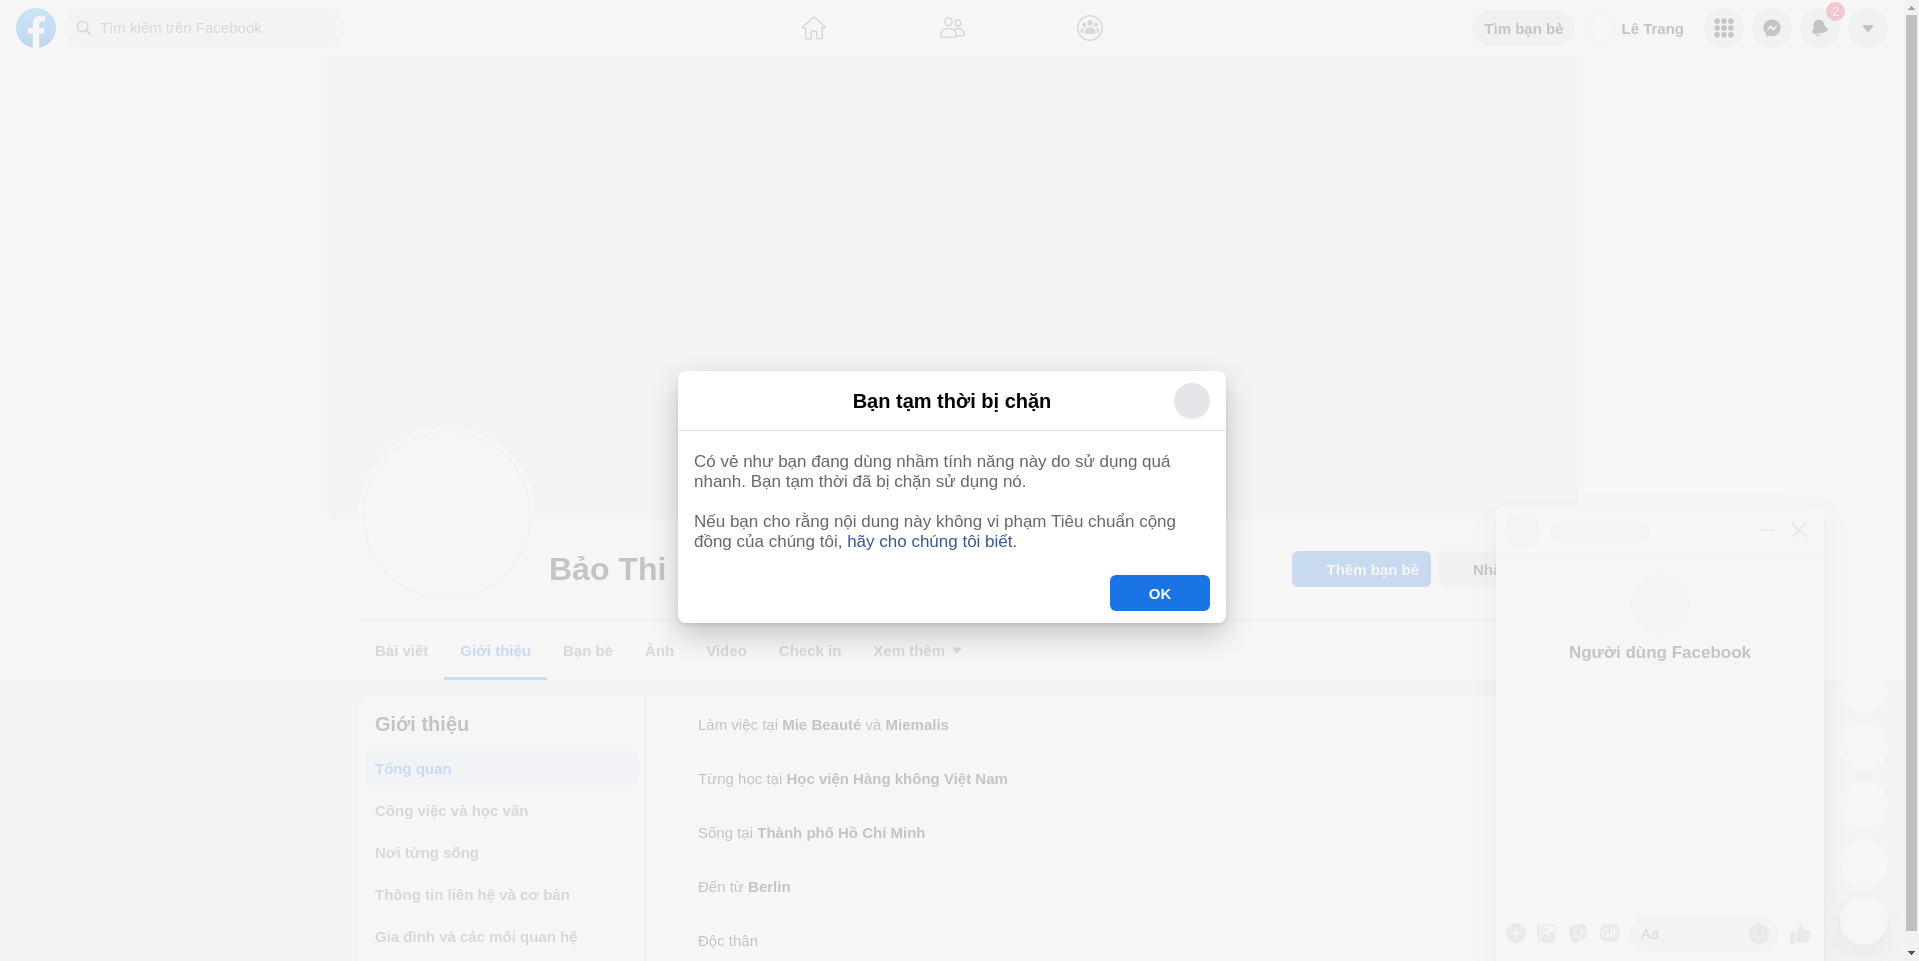 Tìm kiếm trên Facebook
Tìm bạn bè
Lê Trang
2
Bạn tạm thời bị chặn
Có vẻ như bạn đang dùng nhầm tính năng này do sử dụng quá
nhanh. Bạn tạm thời đã bị chặn sử dụng nó.
Nếu bạn cho rằng nội dung này không vi phạm Tiêu chuẩn cộng
đồng của chúng tôi, hãy cho chúng tôi biết.
OK
Bảo Thi
Thêm bạn bè
Bài viết
Giới thiệu
Bạn bè
Ảnh
Video
Check in
Xem thêm
Người dùng Facebook
Giới thiệu
Tổng quan
Công việc và học vấn
Nơi từng sống
Thông tin liên hệ và cơ bản
Gia đình và các mối quan hệ
Làm việc tại Mie Beauté và Miemalis
Từng học tại Học viện Hàng không Việt Nam
Sống tại Thành phố Hồ Chí Minh
Đến từ Berlin
Độc thân
GIF
Aa